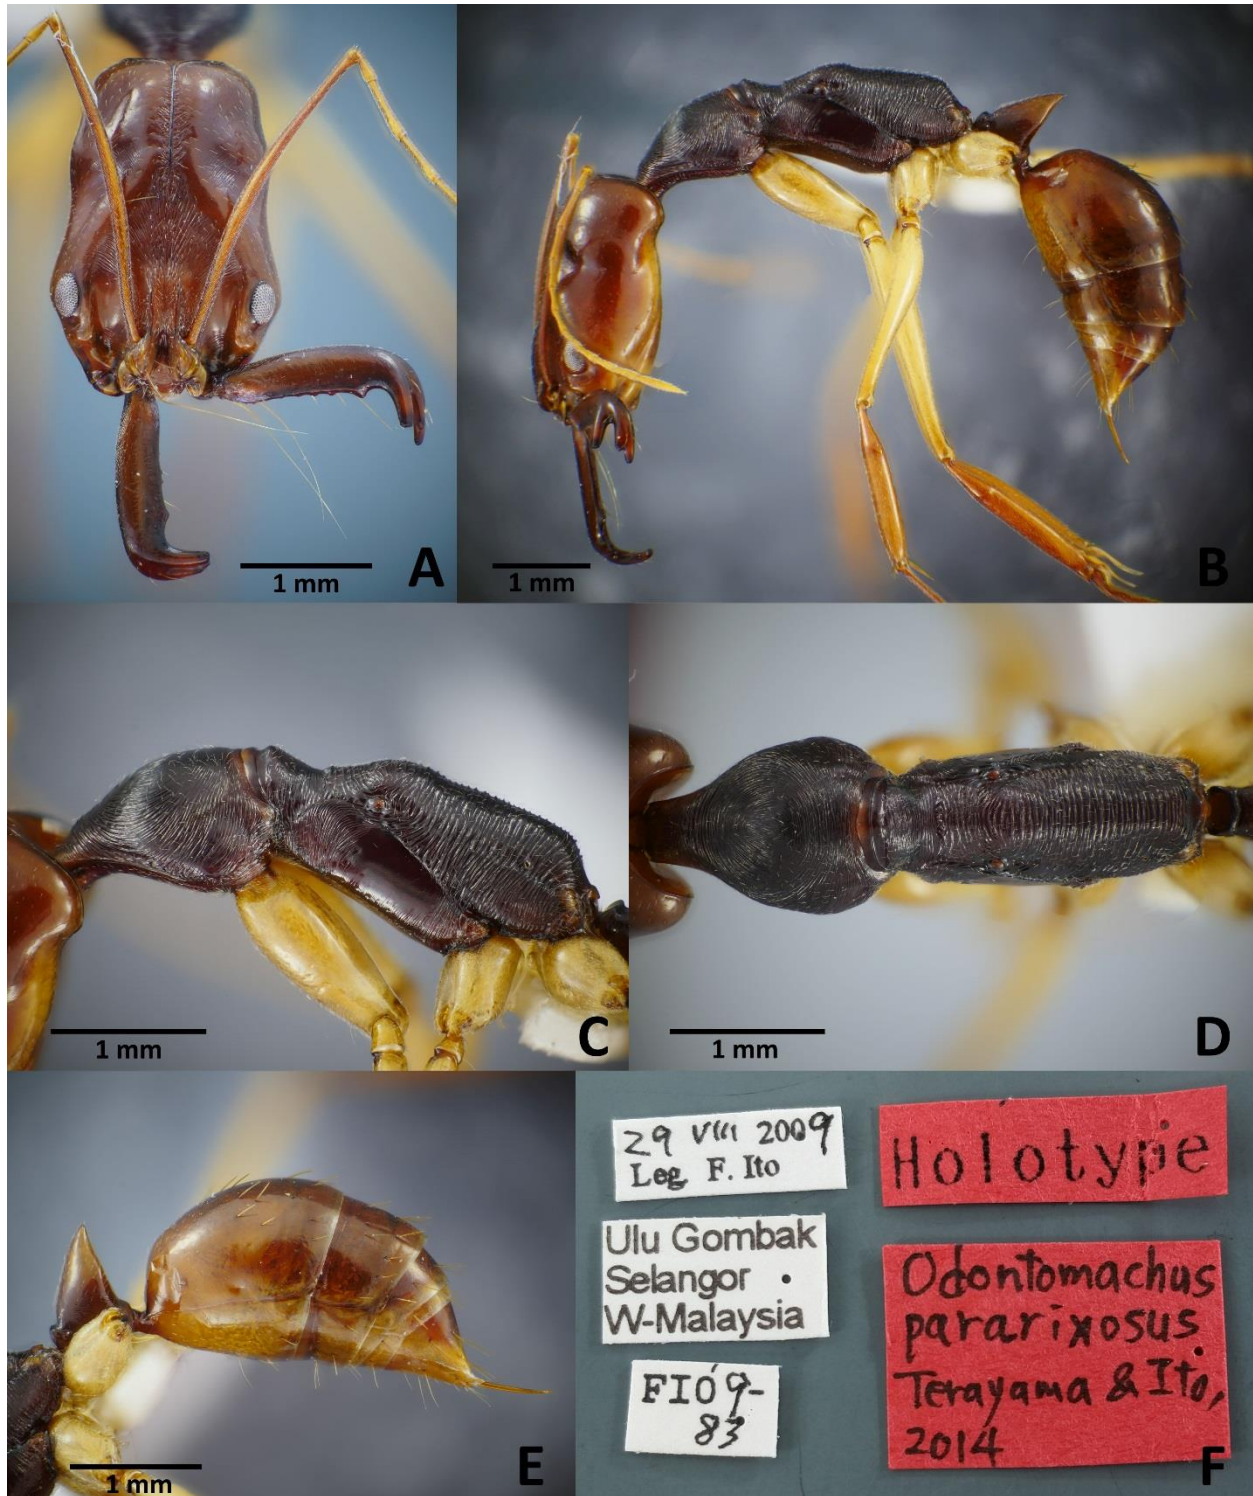 1 mm
A
1 mm
B
1 mm
C
1 mm
D
1 mm
E
29 VIII 2009
Leg. F. Ito
Ulu Gombak
Selangor
W-Malaysia
FI09-
83
Holotype
Odontomachus
pararixosus
Terayama & Ito,
2014
F